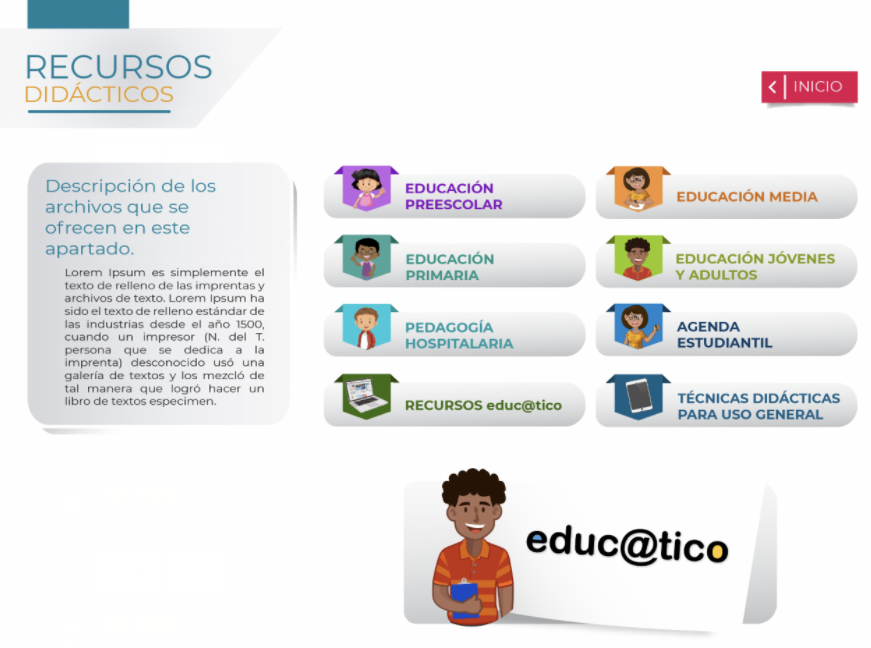 RECURSOS
DIDÁCTICOS
INICIO
Descripción de los
archivos que se
ofrecen en este
apartado.
Lorem Ipsum es simplemente el
texto de relleno de las imprentas y
archivos de texto. Lorem Ipsum ha
sido el texto de relleno estándar de
las industrias desde el año 1500,
cuando un impresor (N. del T.
persona que se dedica a la
imprenta) desconocido usó una
galería de textos y los mezcló de
tal manera que logró hacer un
libro de textos especimen.
EDUCACIÓN
PREESCOLAR
EDUCACIÓN MEDIA
EDUCACIÓN
PRIMARIA
EDUCACIÓN JÓVENES
Y ADULTOS
PEDAGOGÍA
HOSPITALARIA
AGENDA
ESTUDIANTIL
RECURSOS educ@tico
TÉCNICAS DIDÁCTICAS
PARA USO GENERAL
educ@tico